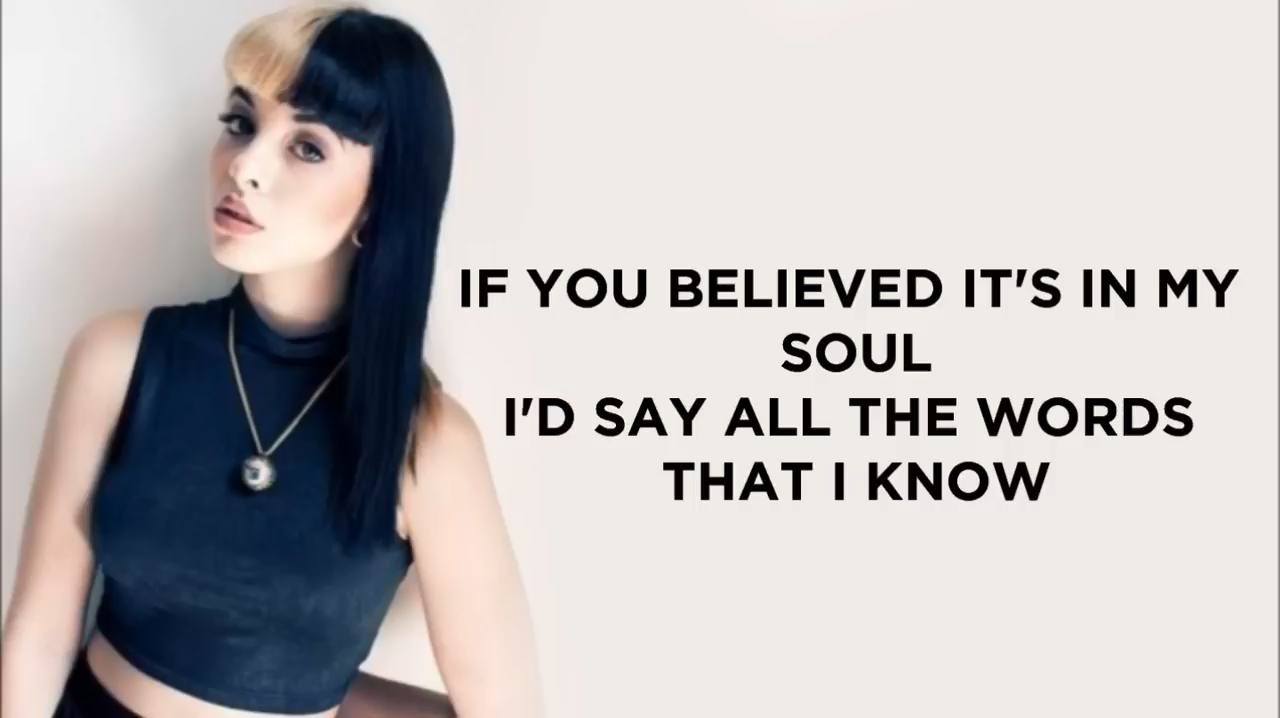 IF YOU BELIEVED IT'S IN MY
SOUL
I'D SAY ALL THE WORDS
THAT I KNOW